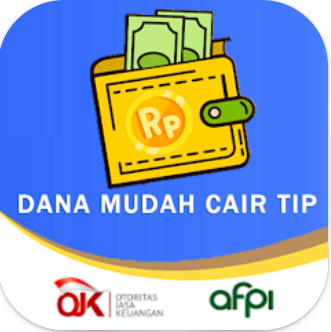 Rp
DANA MUDAH CAIR TIP
OJK
OTORITAS
JASA
KEUANGAN
afpi